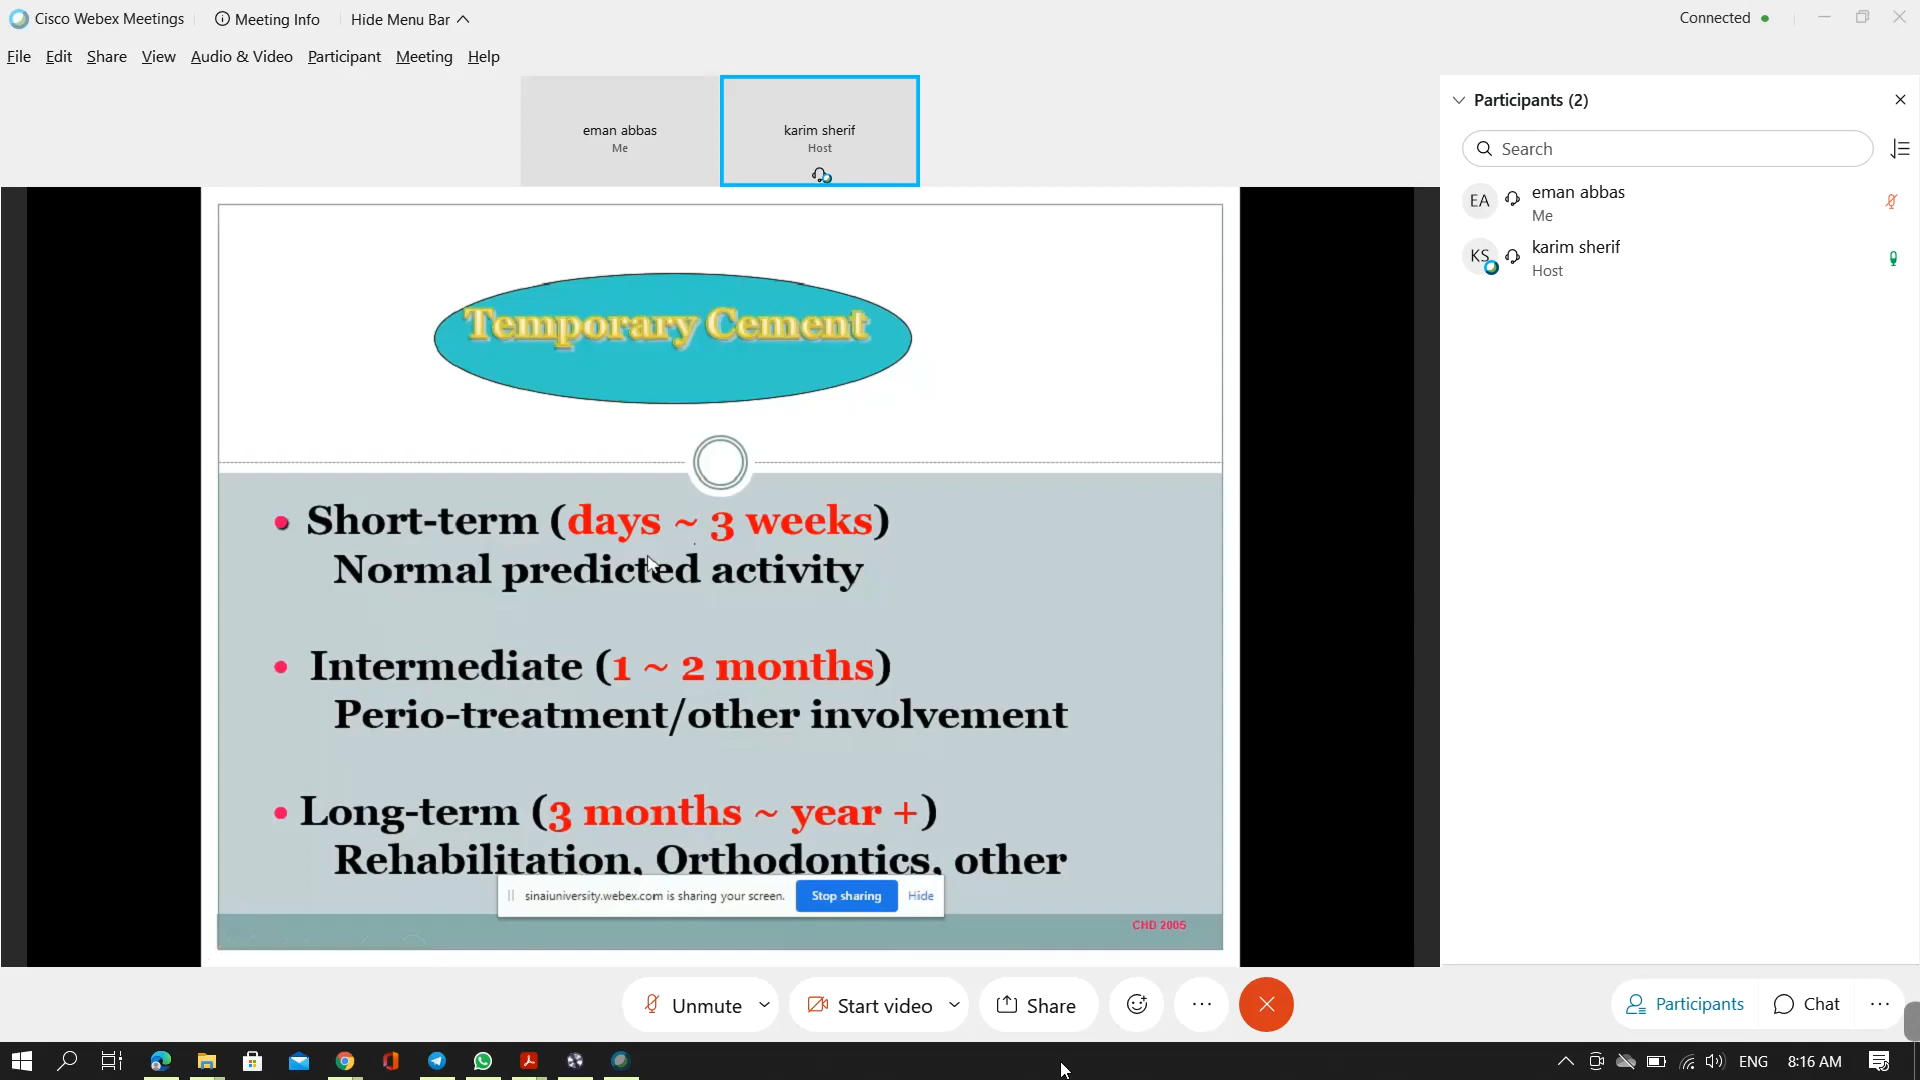 Cisco Webex Meetings
Meeting Info
Hide Menu Bar
Connected
File Edit Share View Audio & Video Participant Meeting Help
eman abbas
Me
karim sherif
Host
Participants (2)
Search
EA
eman abbas
Me
KS
karim sherif
Host
Temporary Cement
• Short-term (days ~ 3 weeks)
Normal predicted activity
• Intermediate (1 ~ 2 months)
Perio-treatment/other involvement
• Long-term (3 months ~ year +)
Rehabilitation, Orthodontics, other
sinaiuniversity.webex.com is sharing your screen. Stop sharing Hide
CHD 2005
Unmute
Start video
Share
Participants
Chat
ENG
8:16 AM